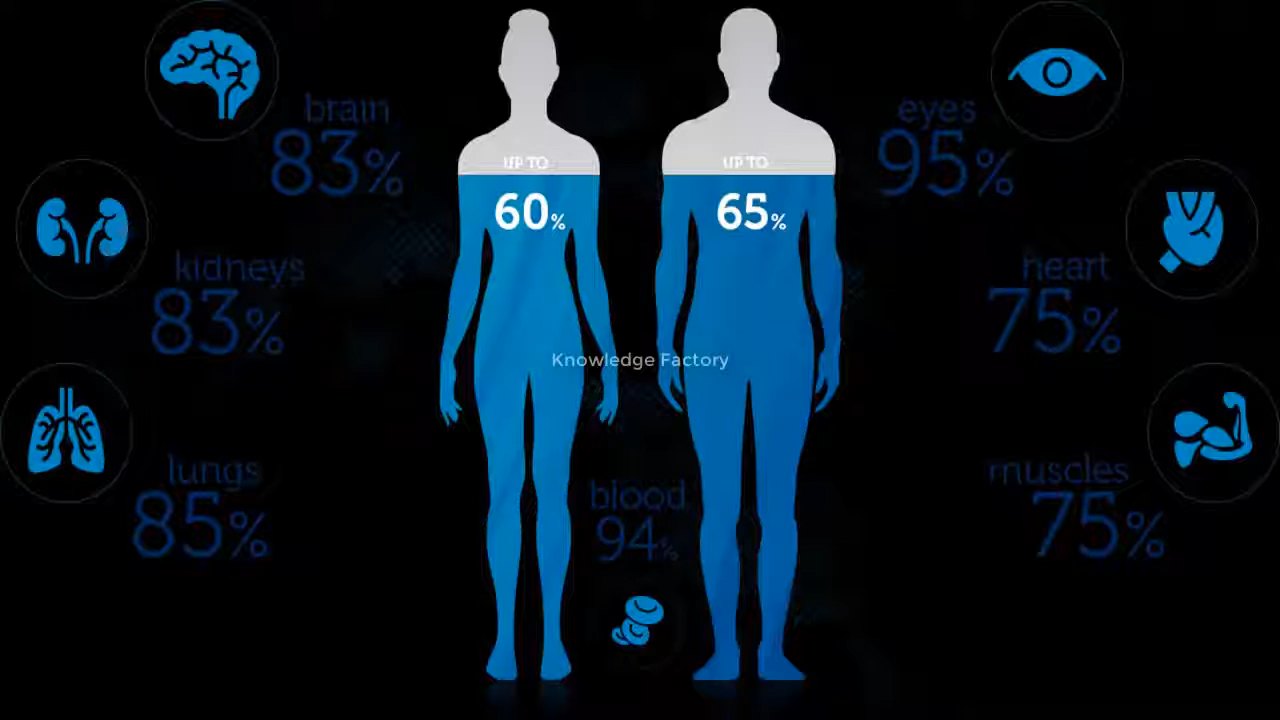 brain
83%
kidneys
83%
lungs
85%
UP TO
60%
UP TO
65%
Knowledge Factory
blood
94%
eyes
95%
heart
75%
muscles
75%